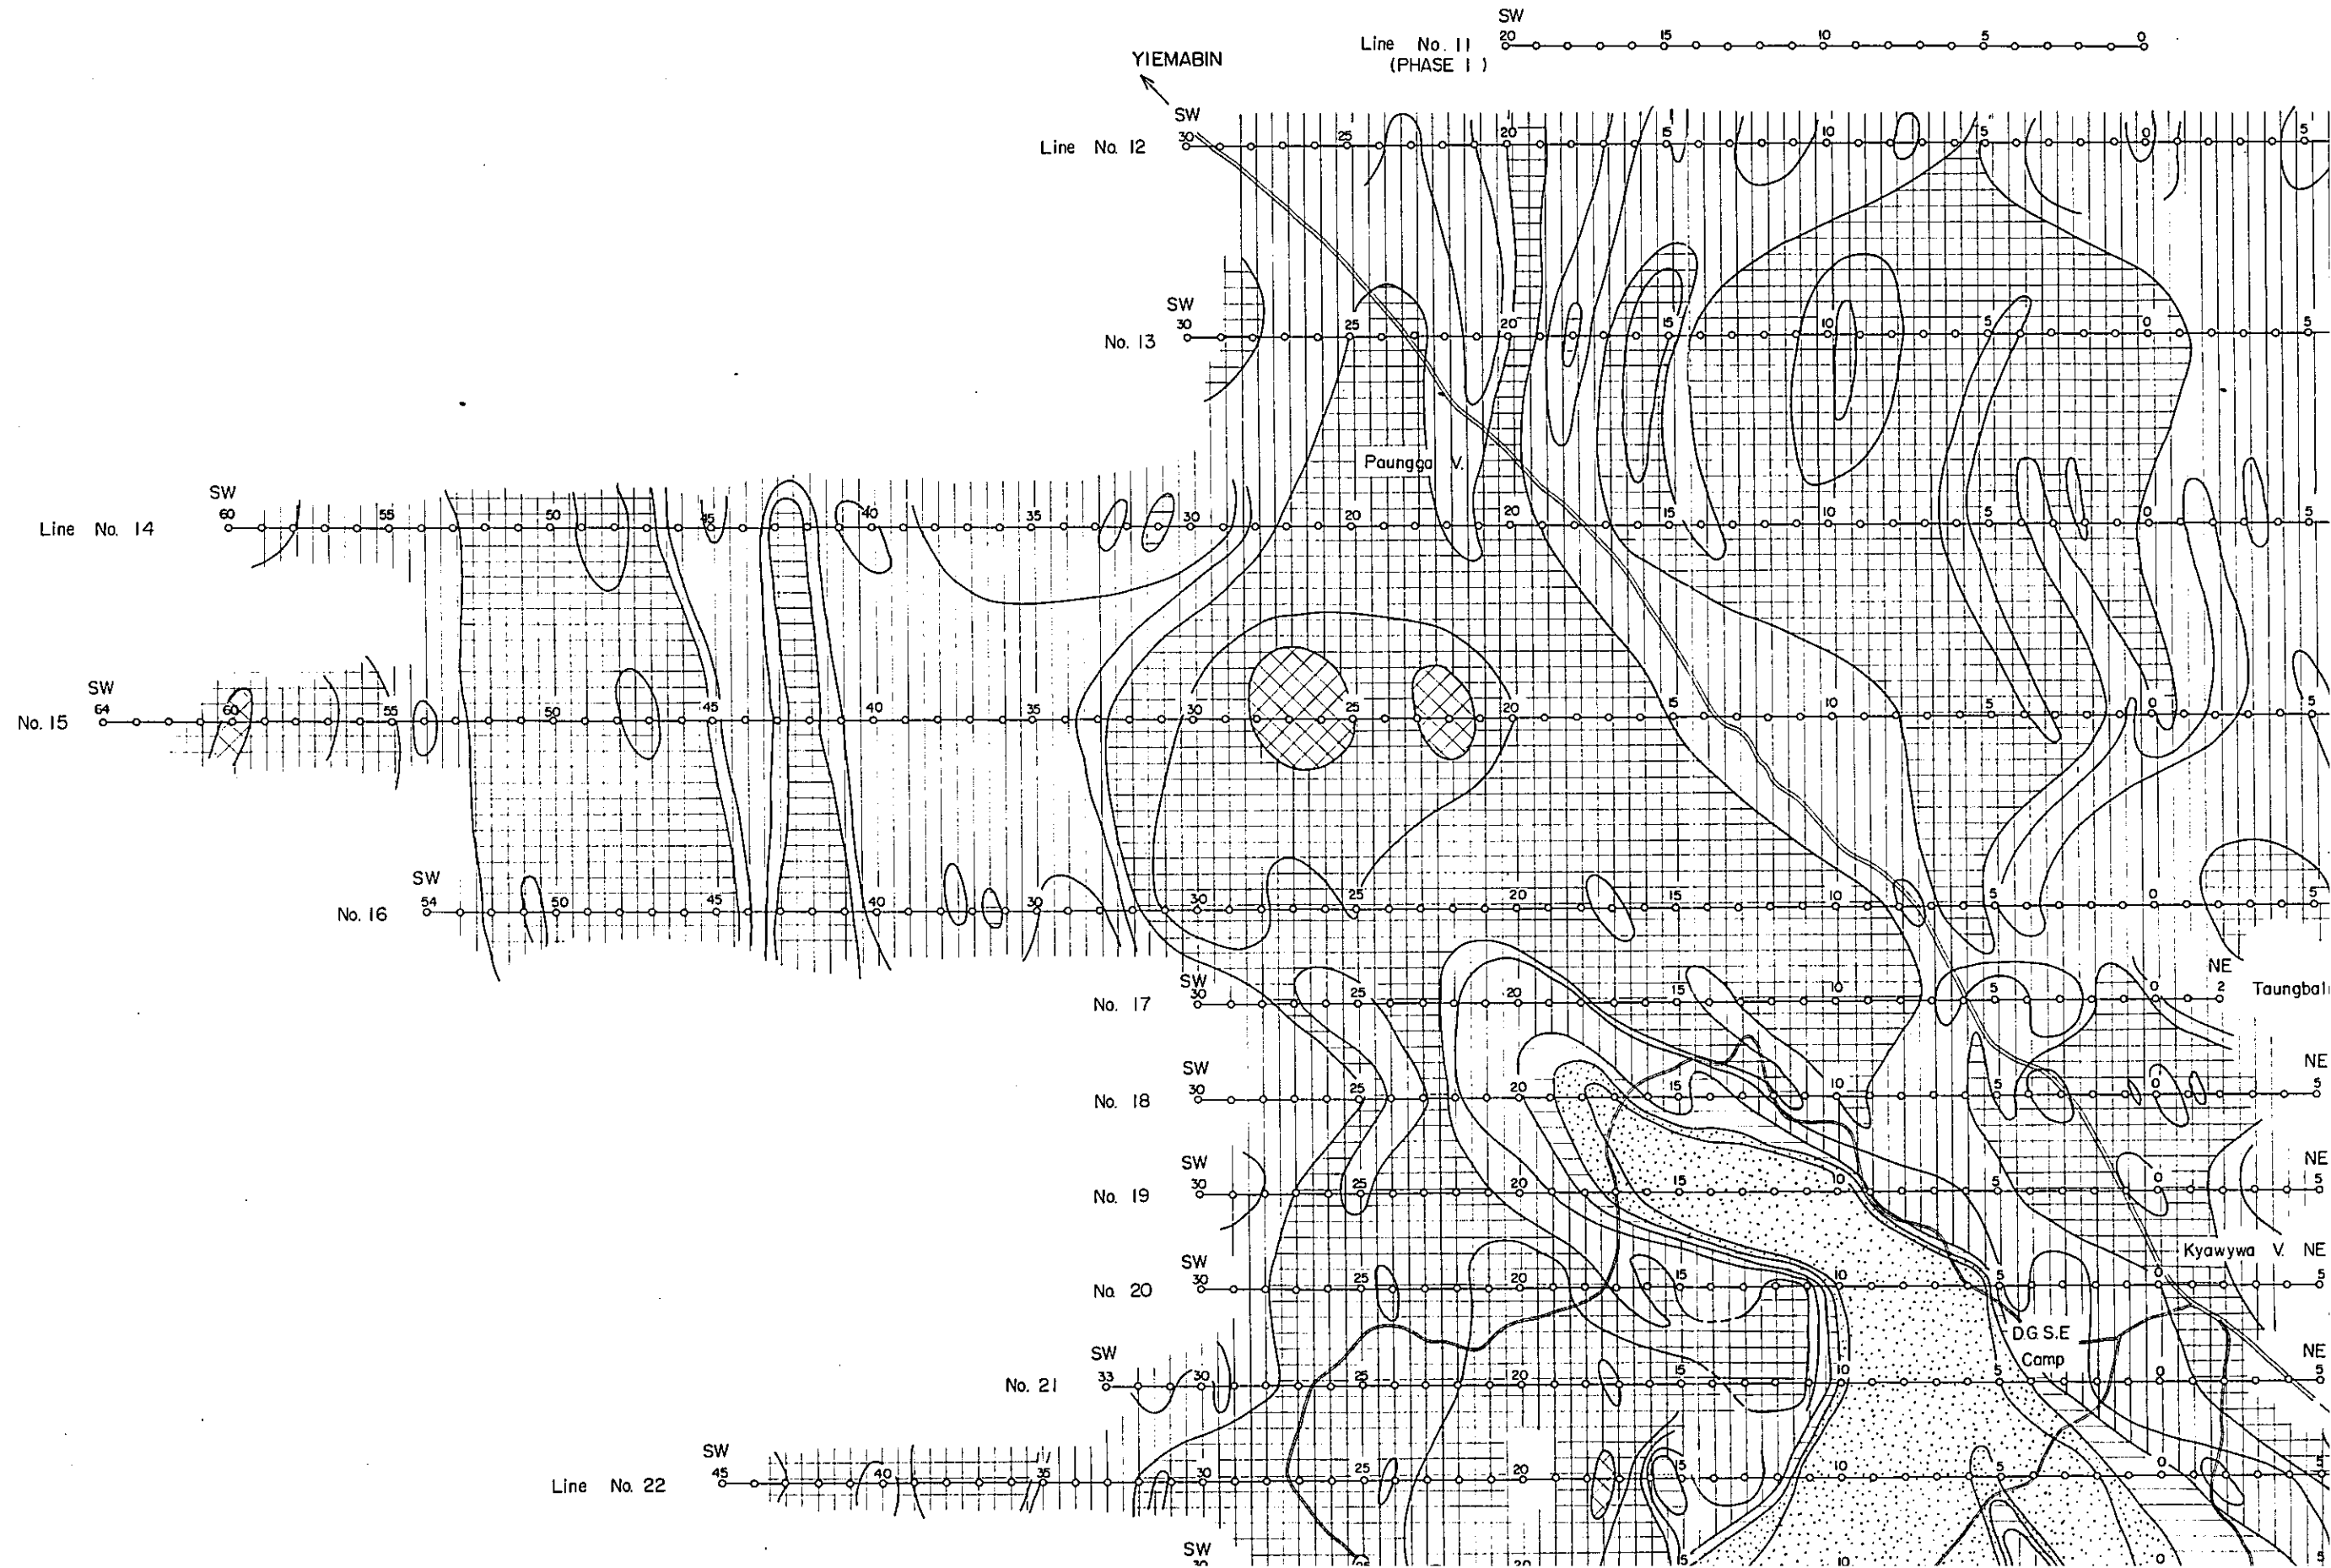 SW
Line No. 11 20 15 10 5 0
(PHASE I)
YIEMABIN
SW
Line No. 12 30 25 20 15 10 5 0 5
SW
No. 13 30 25 20 15 10 5 0 5
Paungga V.
SW
Line No. 14 60 55 50 45 40 35 30 20 20 15 10 5 0 5
SW
No. 15 64 60 55 50 45 40 35 30 25 20 15 10 5 0 5
SW
No. 16 54 50 45 40 30 30 25 20 15 10 5 0 5
SW NE
No. 17 30 25 20 15 10 5 0 2 Taungbal
SW NE
No. 18 30 25 20 15 10 5 0 5
SW NE
No. 19 30 25 20 15 10 5 0 5
Kyawywa V. NE
SW
No. 20 30 25 20 15 10 5 0 5
D.G.S.E
Camp
SW NE
No. 21 33 30 25 20 15 10 5 0 5
SW
Line No. 22 45 40 35 30 25 20 15 10 5 0 5
SW
30 25 20 15 10 0 5